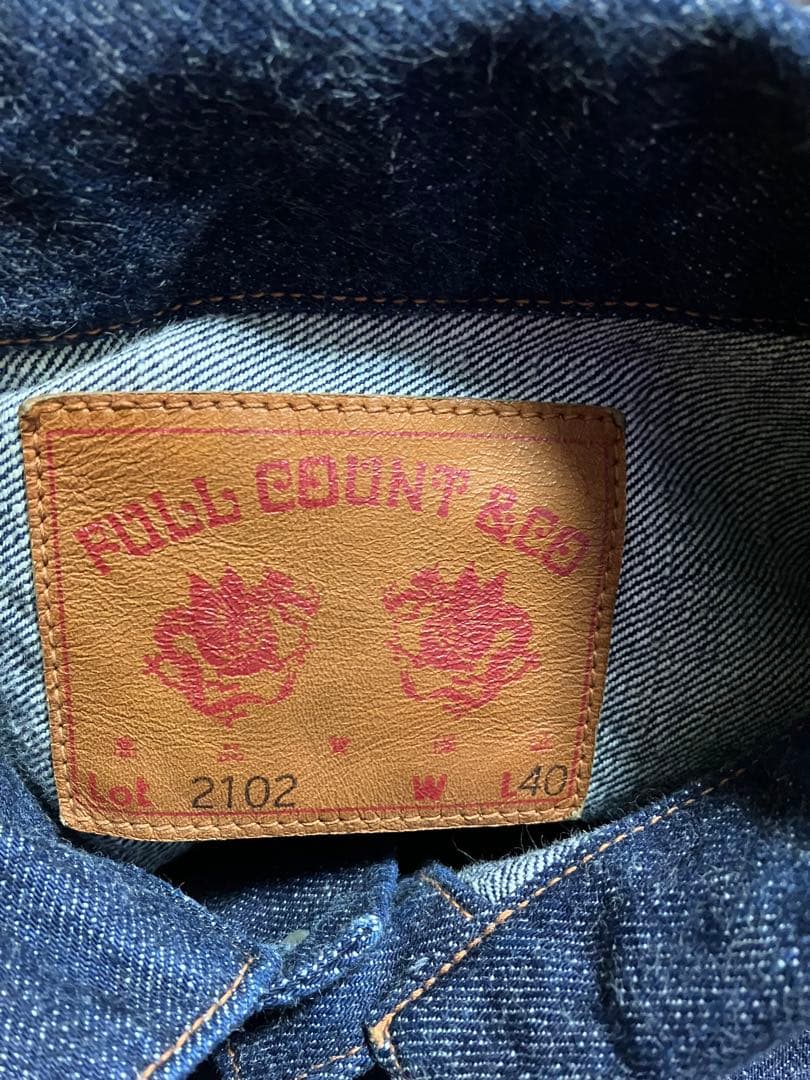 FULL COUNT & CO
Lot 2102 W L40